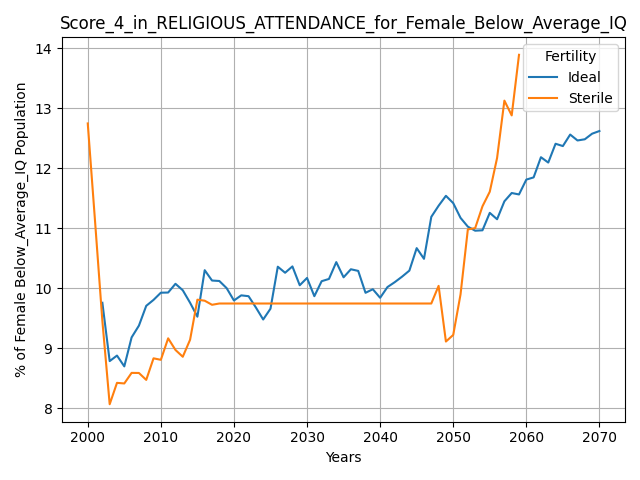 Score_4_in_RELIGIOUS_ATTENDANCE_for_Female_Below_Average_IQ
% of Female Below_Average_IQ Population
14
13
12
11
10
9
8
Fertility
Ideal
Sterile
2000 2010 2020 2030 2040 2050 2060 2070
Years